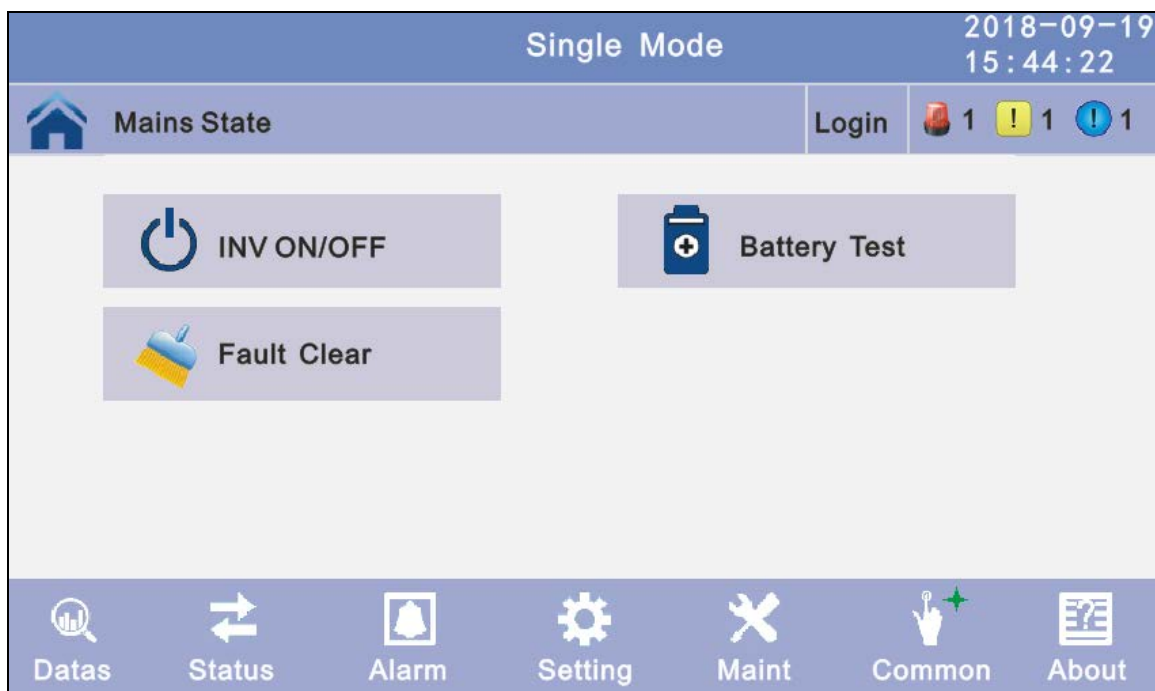 Single Mode
2018-09-19
15:44:22
Mains State
Login
1
! 1
! 1
INV ON/OFF
Battery Test
Fault Clear
Datas
Status
Alarm
Setting
Maint
Common
?
About